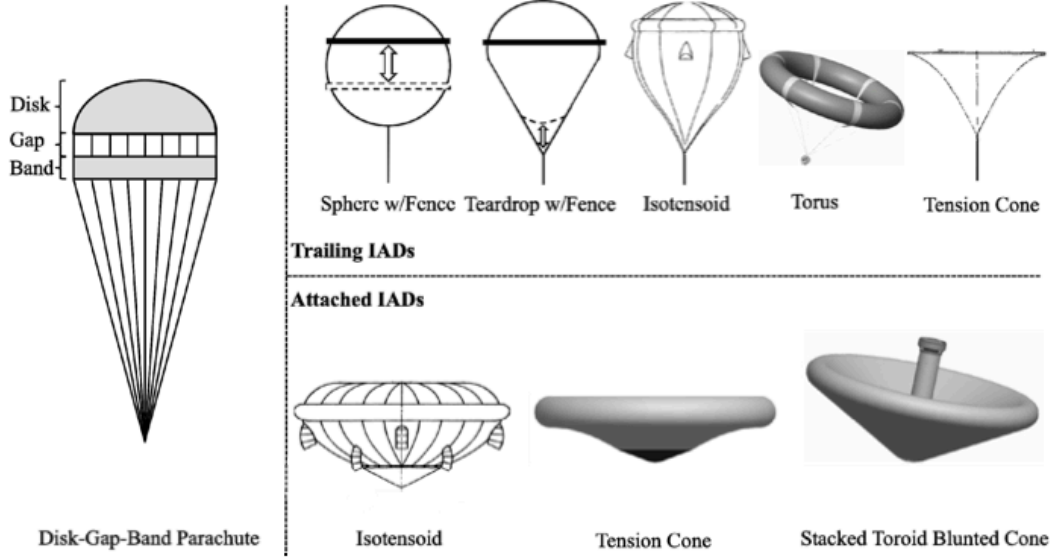 Disk
Gap
Band
Disk-Gap-Band Parachute
Sphere w/Fence
Teardrop w/Fence
Isotensoid
Torus
Tension Cone
Trailing IADs
Attached IADs
Isotensoid
Tension Cone
Stacked Toroid Blunted Cone